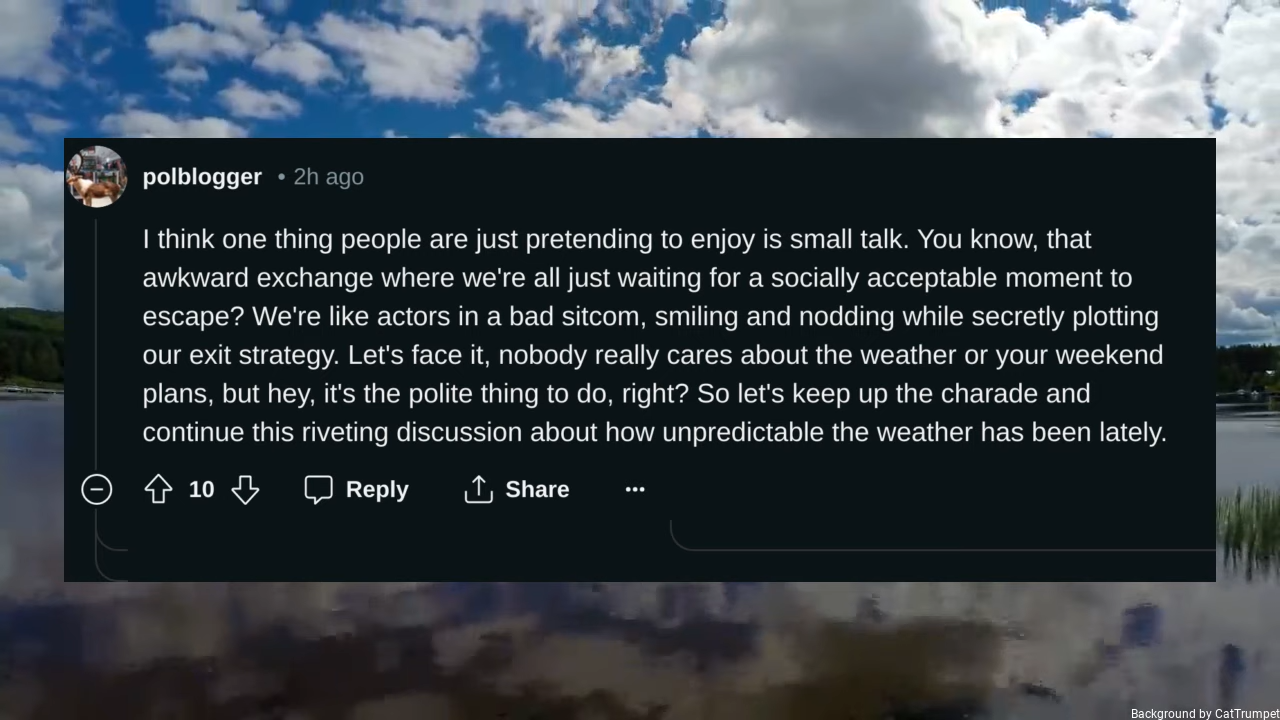 polblogger • 2h ago
I think one thing people are just pretending to enjoy is small talk. You know, that
awkward exchange where we're all just waiting for a socially acceptable moment to
escape? We're like actors in a bad sitcom, smiling and nodding while secretly plotting
our exit strategy. Let's face it, nobody really cares about the weather or your weekend
plans, but hey, it's the polite thing to do, right? So let's keep up the charade and
continue this riveting discussion about how unpredictable the weather has been lately.
10 Reply Share ...
Background by CatTrumpet